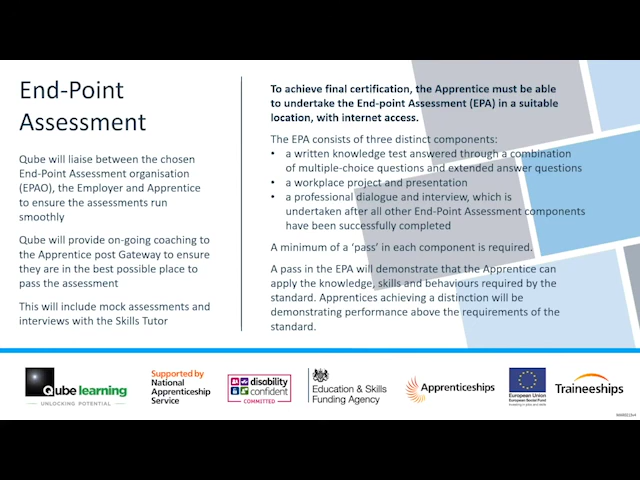 End-Point
Assessment
Qube will liaise between the chosen
End-Point Assessment organisation
(EPAO), the Employer and Apprentice
to ensure the assessments run
smoothly
Qube will provide on-going coaching to
the Apprentice post Gateway to ensure
they are in the best possible place to
pass the assessment
This will include mock assessments and
interviews with the Skills Tutor
To achieve final certification, the Apprentice must be able
to undertake the End-point Assessment (EPA) in a suitable
location, with internet access.
The EPA consists of three distinct components:
• a written knowledge test answered through a combination
of multiple-choice questions and extended answer questions
• a workplace project and presentation
• a professional dialogue and interview, which is
undertaken after all other End-Point Assessment components
have been successfully completed
A minimum of a ‘pass’ in each component is required.
A pass in the EPA will demonstrate that the Apprentice can
apply the knowledge, skills and behaviours required by the
standard. Apprentices achieving a distinction will be
demonstrating performance above the requirements of the
standard.
Qube learning
UNLOCKING POTENTIAL
Supported by
National
Apprenticeship
Service
disability
confident
COMMITTED
Education & Skills
Funding Agency
Apprenticeships
European Union
European Social Fund
Traineeships